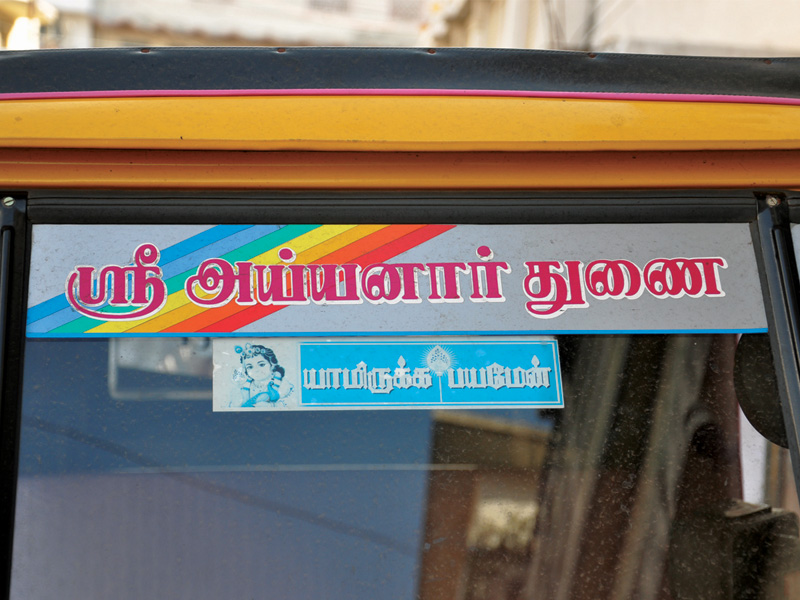 ஸ்ரீ அய்யனார் துணை
யாமிருக்க பயமேன்